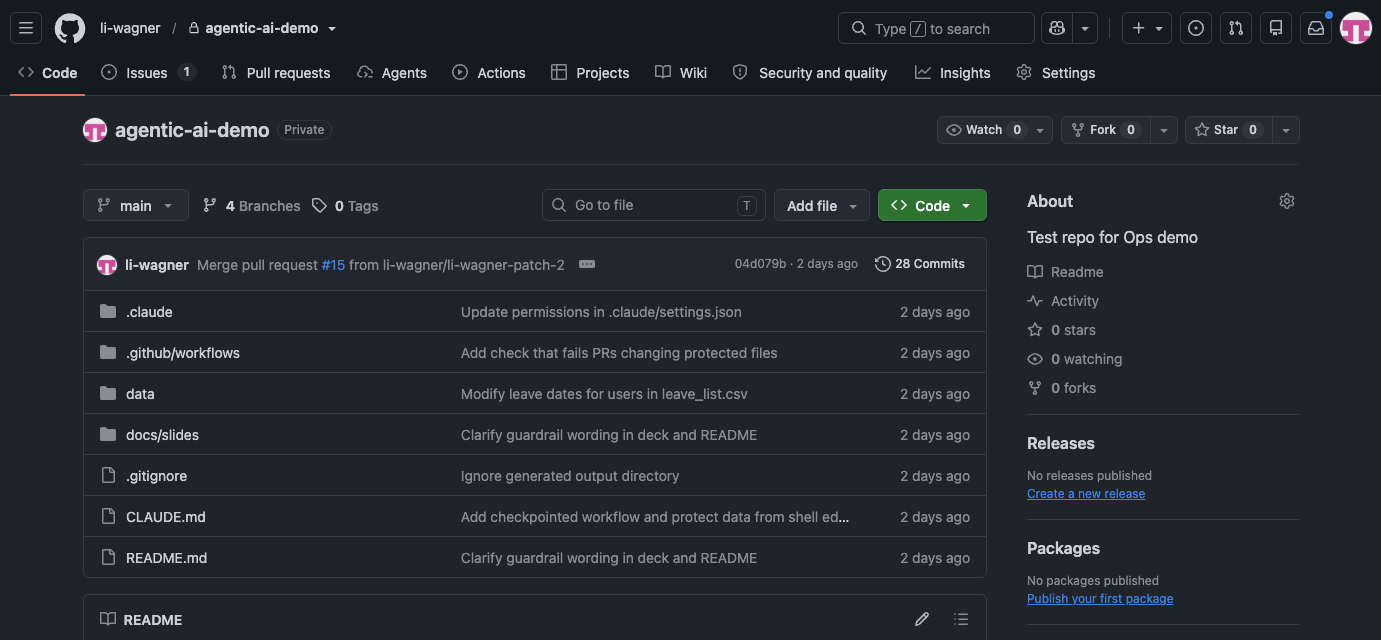 li-wagner / agentic-ai-demo
Type / to search
Code
Issues 1
Pull requests
Agents
Actions
Projects
Wiki
Security and quality
Insights
Settings
agentic-ai-demo Private
Watch 0
Fork 0
Star 0
main
4 Branches
0 Tags
Go to file T
Add file
Code
li-wagner Merge pull request #15 from li-wagner/li-wagner-patch-2
04d079b · 2 days ago
28 Commits
.claude Update permissions in .claude/settings.json 2 days ago
.github/workflows Add check that fails PRs changing protected files 2 days ago
data Modify leave dates for users in leave_list.csv 2 days ago
docs/slides Clarify guardrail wording in deck and README 2 days ago
.gitignore Ignore generated output directory 2 days ago
CLAUDE.md Add checkpointed workflow and protect data from shell ed... 2 days ago
README.md Clarify guardrail wording in deck and README 2 days ago
README
About
Test repo for Ops demo
Readme
Activity
0 stars
0 watching
0 forks
Releases
No releases published
Create a new release
Packages
No packages published
Publish your first package